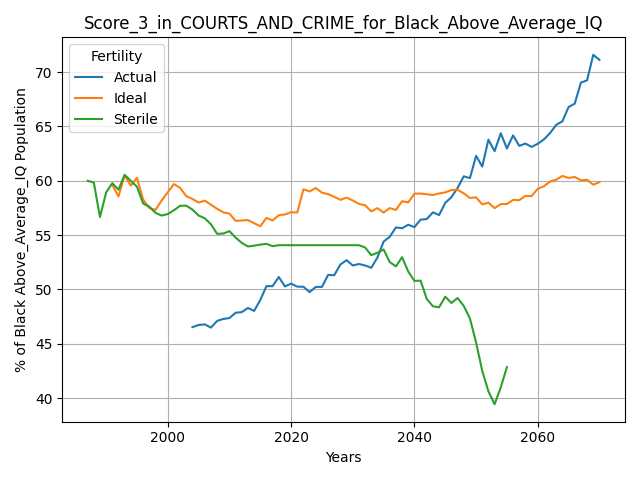 Score_3_in_COURTS_AND_CRIME_for_Black_Above_Average_IQ
Fertility
Actual
Ideal
Sterile
% of Black Above_Average_IQ Population
70
65
60
55
50
45
40
2000
2020
2040
2060
Years